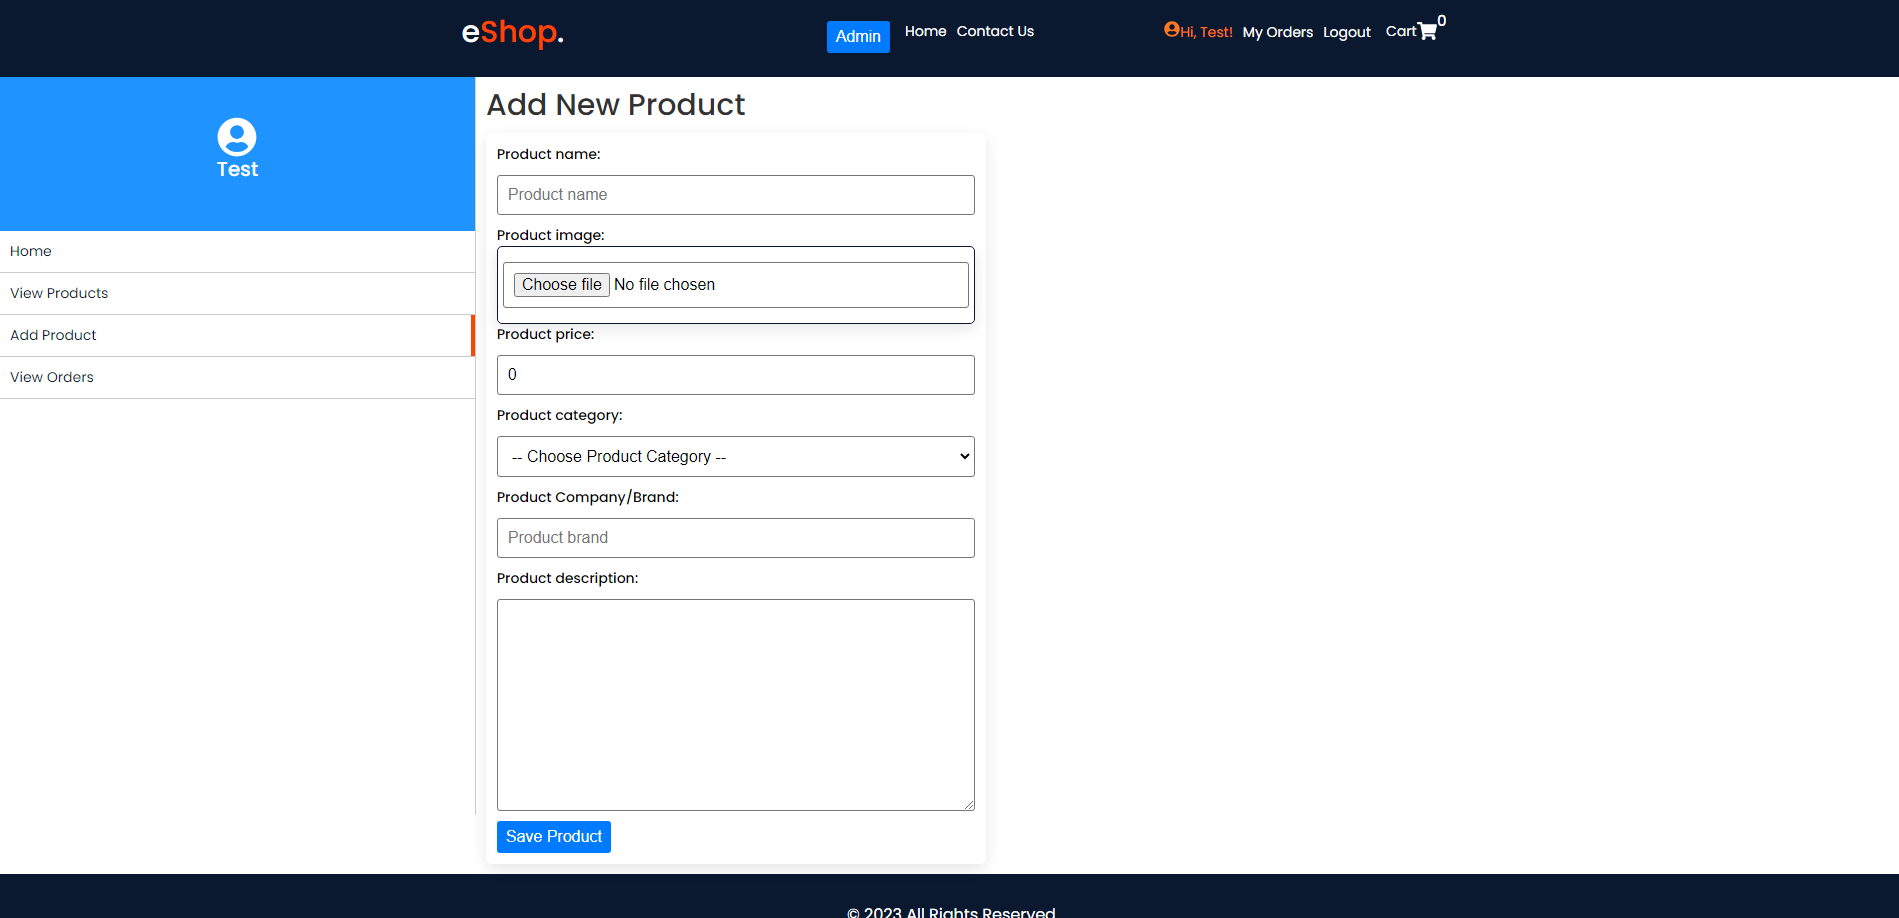 eShop.
Admin Home Contact Us
Hi, Test! My Orders Logout Cart 0
Test
Home
View Products
Add Product
View Orders
Add New Product
Product name:
Product name
Product image:
Choose file No file chosen
Product price:
0
Product category:
-- Choose Product Category --
Product Company/Brand:
Product brand
Product description:
Save Product
© 2023 All Rights Reserved